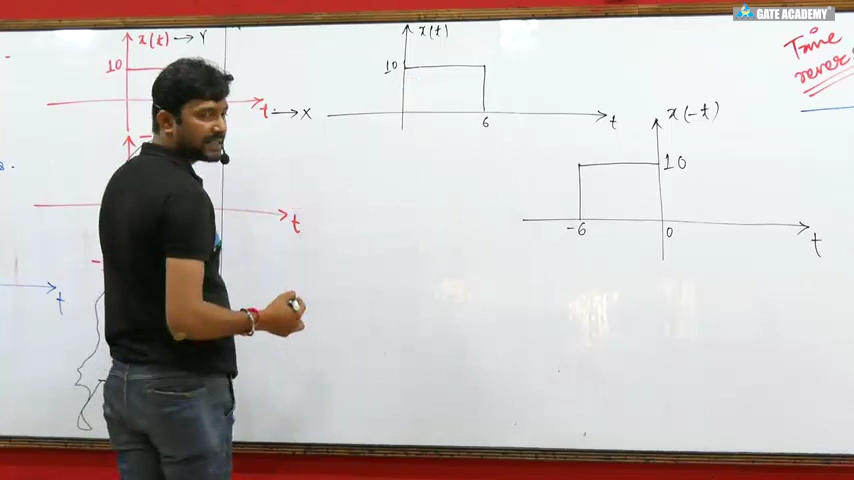 GATE ACADEMY
x(t) → Y
10
t → X
t
t
x(t)
10
6
t
x(-t)
10
-6
0
t
Time